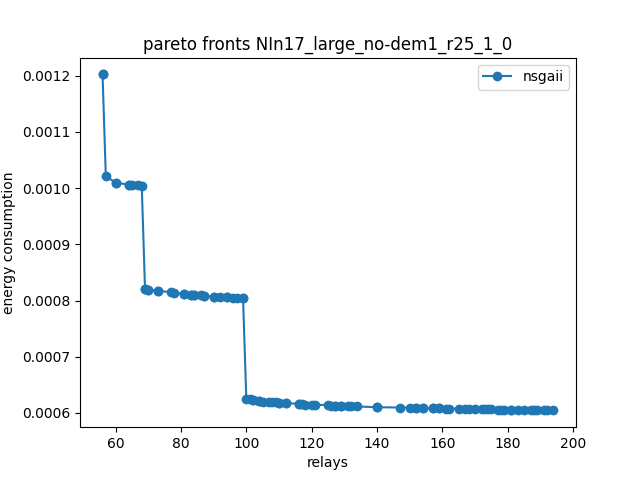 pareto fronts NIn17_large_no-dem1_r25_1_0
nsgaii
energy consumption
0.0012
0.0011
0.0010
0.0009
0.0008
0.0007
0.0006
60 80 100 120 140 160 180 200
relays